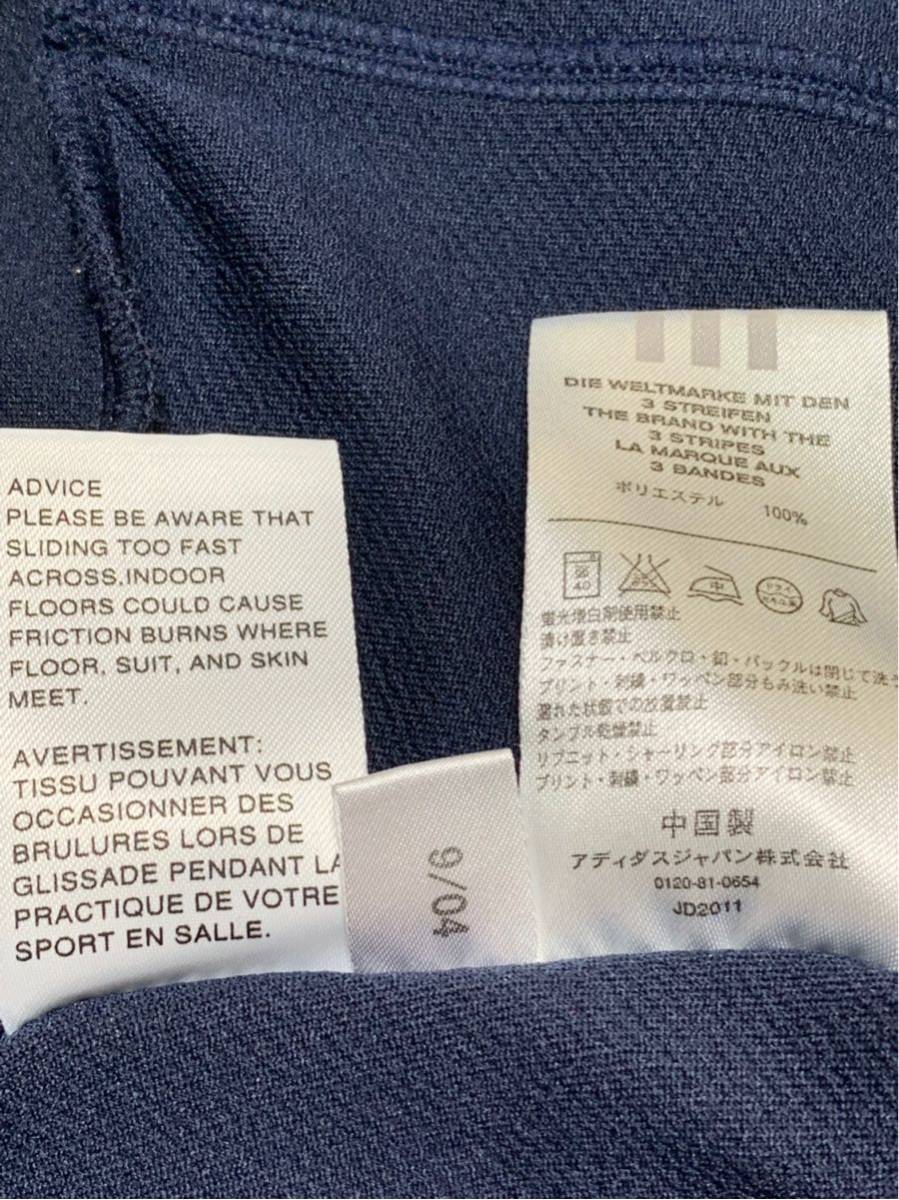 ADVICE
PLEASE BE AWARE THAT
SLIDING TOO FAST
ACROSS.INDOOR
FLOORS COULD CAUSE
FRICTION BURNS WHERE
FLOOR, SUIT, AND SKIN
MEET.
AVERTISSEMENT:
TISSU POUVANT VOUS
OCCASIONNER DES
BRULURES LORS DE
GLISSADE PENDANT LA
PRACTIQUE DE VOTRE
SPORT EN SALLE.
9/04
DIE WELTMARKE MIT DEN
3 STREIFEN
THE BRAND WITH THE
3 STRIPES
LA MARQUE AUX
3 BANDES
ポリエステル 100%
40
中
蛍光増白剤使用禁止
漬け置き禁止
ファスナー・ベルクロ・釦・バックルは閉じて洗う
プリント・刺繍・ワッペン部分もみ洗い禁止
濡れた状態での放置禁止
タンブル乾燥禁止
リブニット・シャーリング部分アイロン禁止
プリント・刺繍・ワッペン部分アイロン禁止
中国製
アディダスジャパン株式会社
0120-81-0654
JD2011